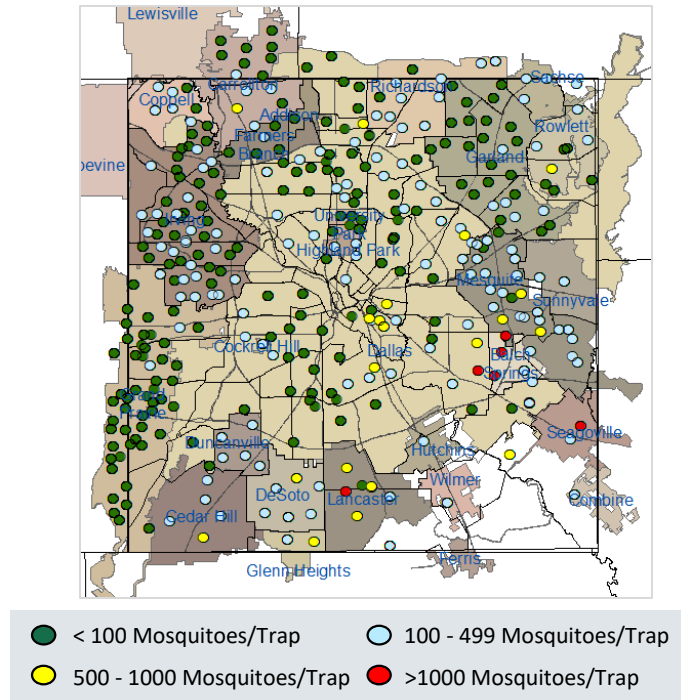 Lewisville
Carrollton
Richardson
Sachse
Coppell
Addison
Rowlett
Farmers
Branch
Garland
pevine
Irving
University
Park
Highland Park
Mesquite
Sunnyvale
Cockrell Hill
Dallas
Balch
Springs
Grand
Prairie
Seagoville
Duncanville
Hutchins
Wilmer
DeSoto
Lancaster
Combine
Cedar Hill
Ferris
Glenn Heights
< 100 Mosquitoes/Trap
100 - 499 Mosquitoes/Trap
500 - 1000 Mosquitoes/Trap
>1000 Mosquitoes/Trap